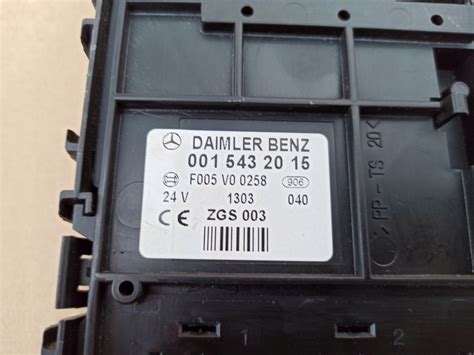 DAIMLER BENZ
001 543 20 15
F005 V0 0258 906
24 V 1303 040
CE ZGS 003
>PP-TS 20<
1 2